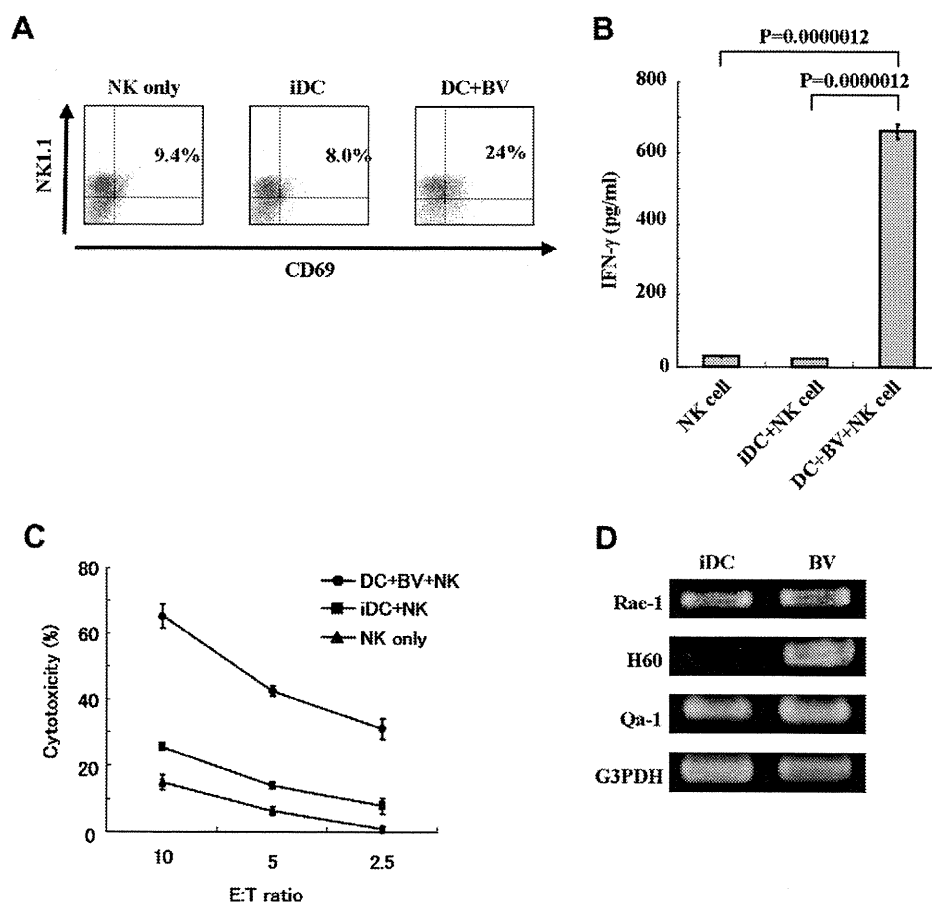 A
NK only iDC DC+BV
9.4% 8.0% 24%
NK1.1
CD69
B
P=0.0000012
P=0.0000012
800
600
400
200
0
IFN-γ (pg/ml)
NK cell
iDC+NK cell
DC+BV+NK cell
C
80
60
40
20
0
Cytotoxicity (%)
DC+BV+NK
iDC+NK
NK only
10 5 2.5
E:T ratio
D
iDC BV
Rae-1
H60
Qa-1
G3PDH